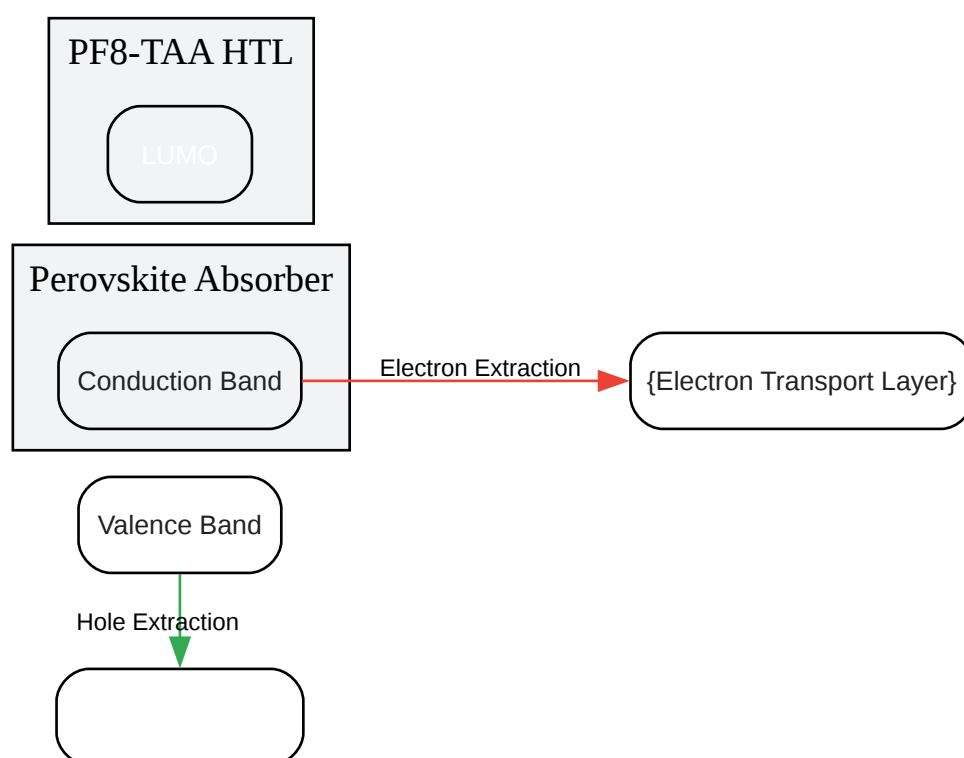 PF8-TAA HTL
LUMO
Perovskite Absorber
Conduction Band
Electron Extraction
{Electron Transport Layer}
Valence Band
Hole Extraction